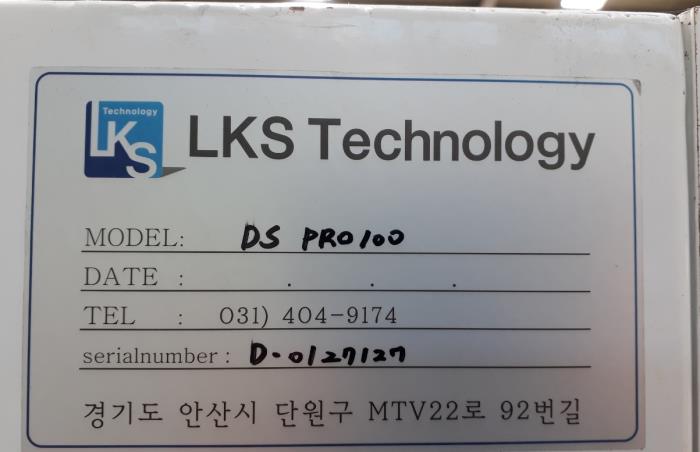 Technology
LKS
LKS Technology
MODEL: DS PRO100
DATE : . . .
TEL : 031) 404-9174
serialnumber : D-0127127
경기도 안산시 단원구 MTV22로 92번길